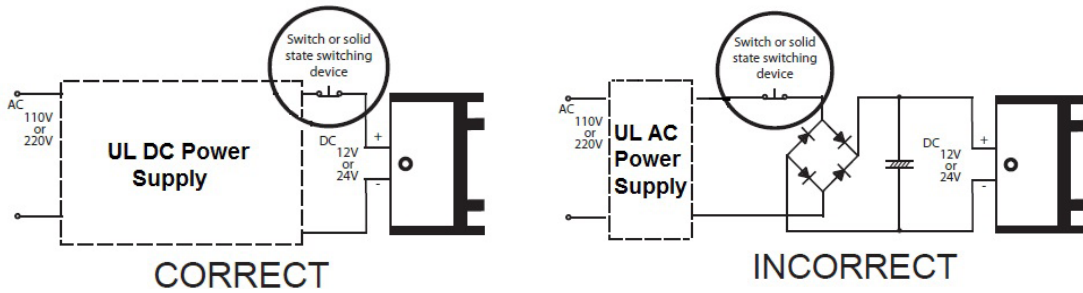 Switch or solid
state switching
device
AC
110V
or
220V
UL DC Power
Supply
+
DC
12V
or
24V
-
CORRECT
Switch or solid
state switching
device
AC
110V
or
220V
UL AC
Power
Supply
+
DC
12V
or
24V
-
INCORRECT